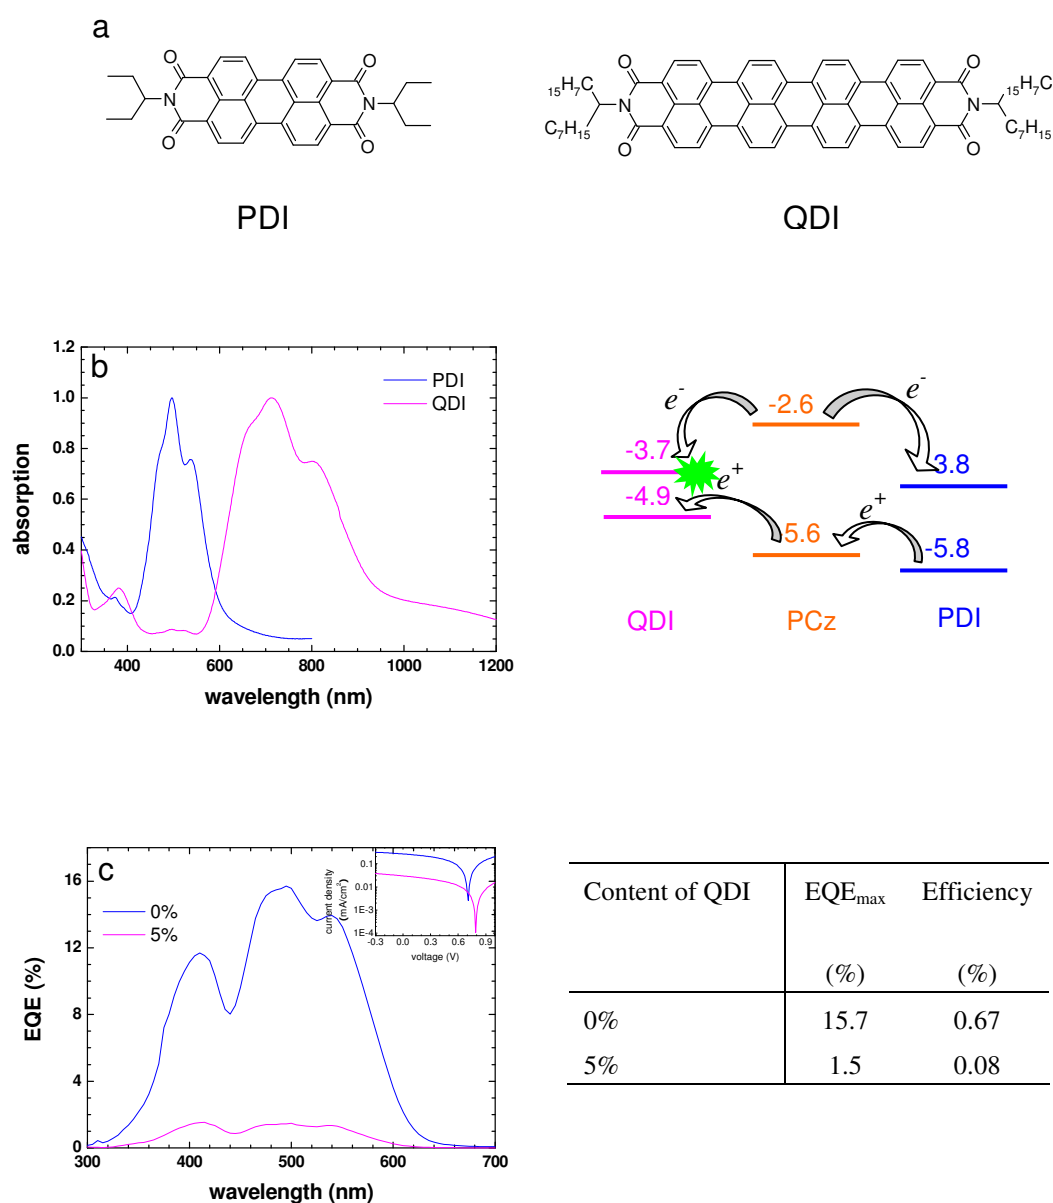 a
O O
N N
O O
PDI
15H7C
C7H15
O O
N N
O O
15H7C
C7H15
QDI
b
PDI
QDI
1.2
1.0
0.8
0.6
0.4
0.2
0.0
400 600 800 1000 1200
absorption
wavelength (nm)
e- -2.6 e-
-3.7 3.8
-4.9 e+
5.6 e+ -5.8
QDI PCz PDI
c
0%
5%
16
12
8
4
0
300 400 500 600 700
EQE (%)
wavelength (nm)
0.1
0.01
1E-3
1E-4
-0.3 0.0 0.3 0.6 0.9
current density
(mA/cm2)
voltage (V)
Content of QDI EQEmax Efficiency
(%) (%)
0% 15.7 0.67
5% 1.5 0.08